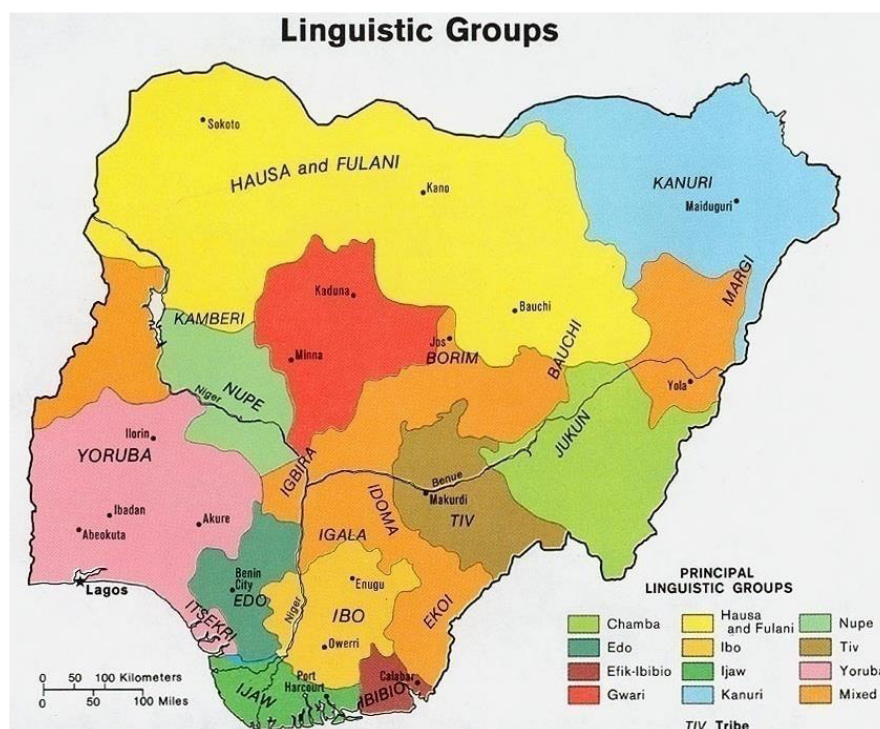 Linguistic Groups
Sokoto
HAUSA and FULANI
Kano
KANURI
Maiduguri
MARGI
Kaduna
Bauchi
KAMBERI
Jos
BORIM
BAUCHI
Minna
Yola
Niger
NUPE
Ilorin
YORUBA
JUKUN
IGBIRA
Benue
Makurdi
IDOMA
TIV
Ibadan
Akure
Abeokuta
IGALA
Benin
City
EDO
Enugu
Lagos
ITSEKRI
Niger
IBO
EKOI
Owerri
Port
Harcourt
Calabar
IJAW
IBIBIO
0 50 100 Kilometers
0 50 100 Miles
PRINCIPAL
LINGUISTIC GROUPS
Chamba
Edo
Efik-Ibibio
Gwari
Hausa
and Fulani
Ibo
Ijaw
Kanuri
Nupe
Tiv
Yoruba
Mixed
TIV Tribe